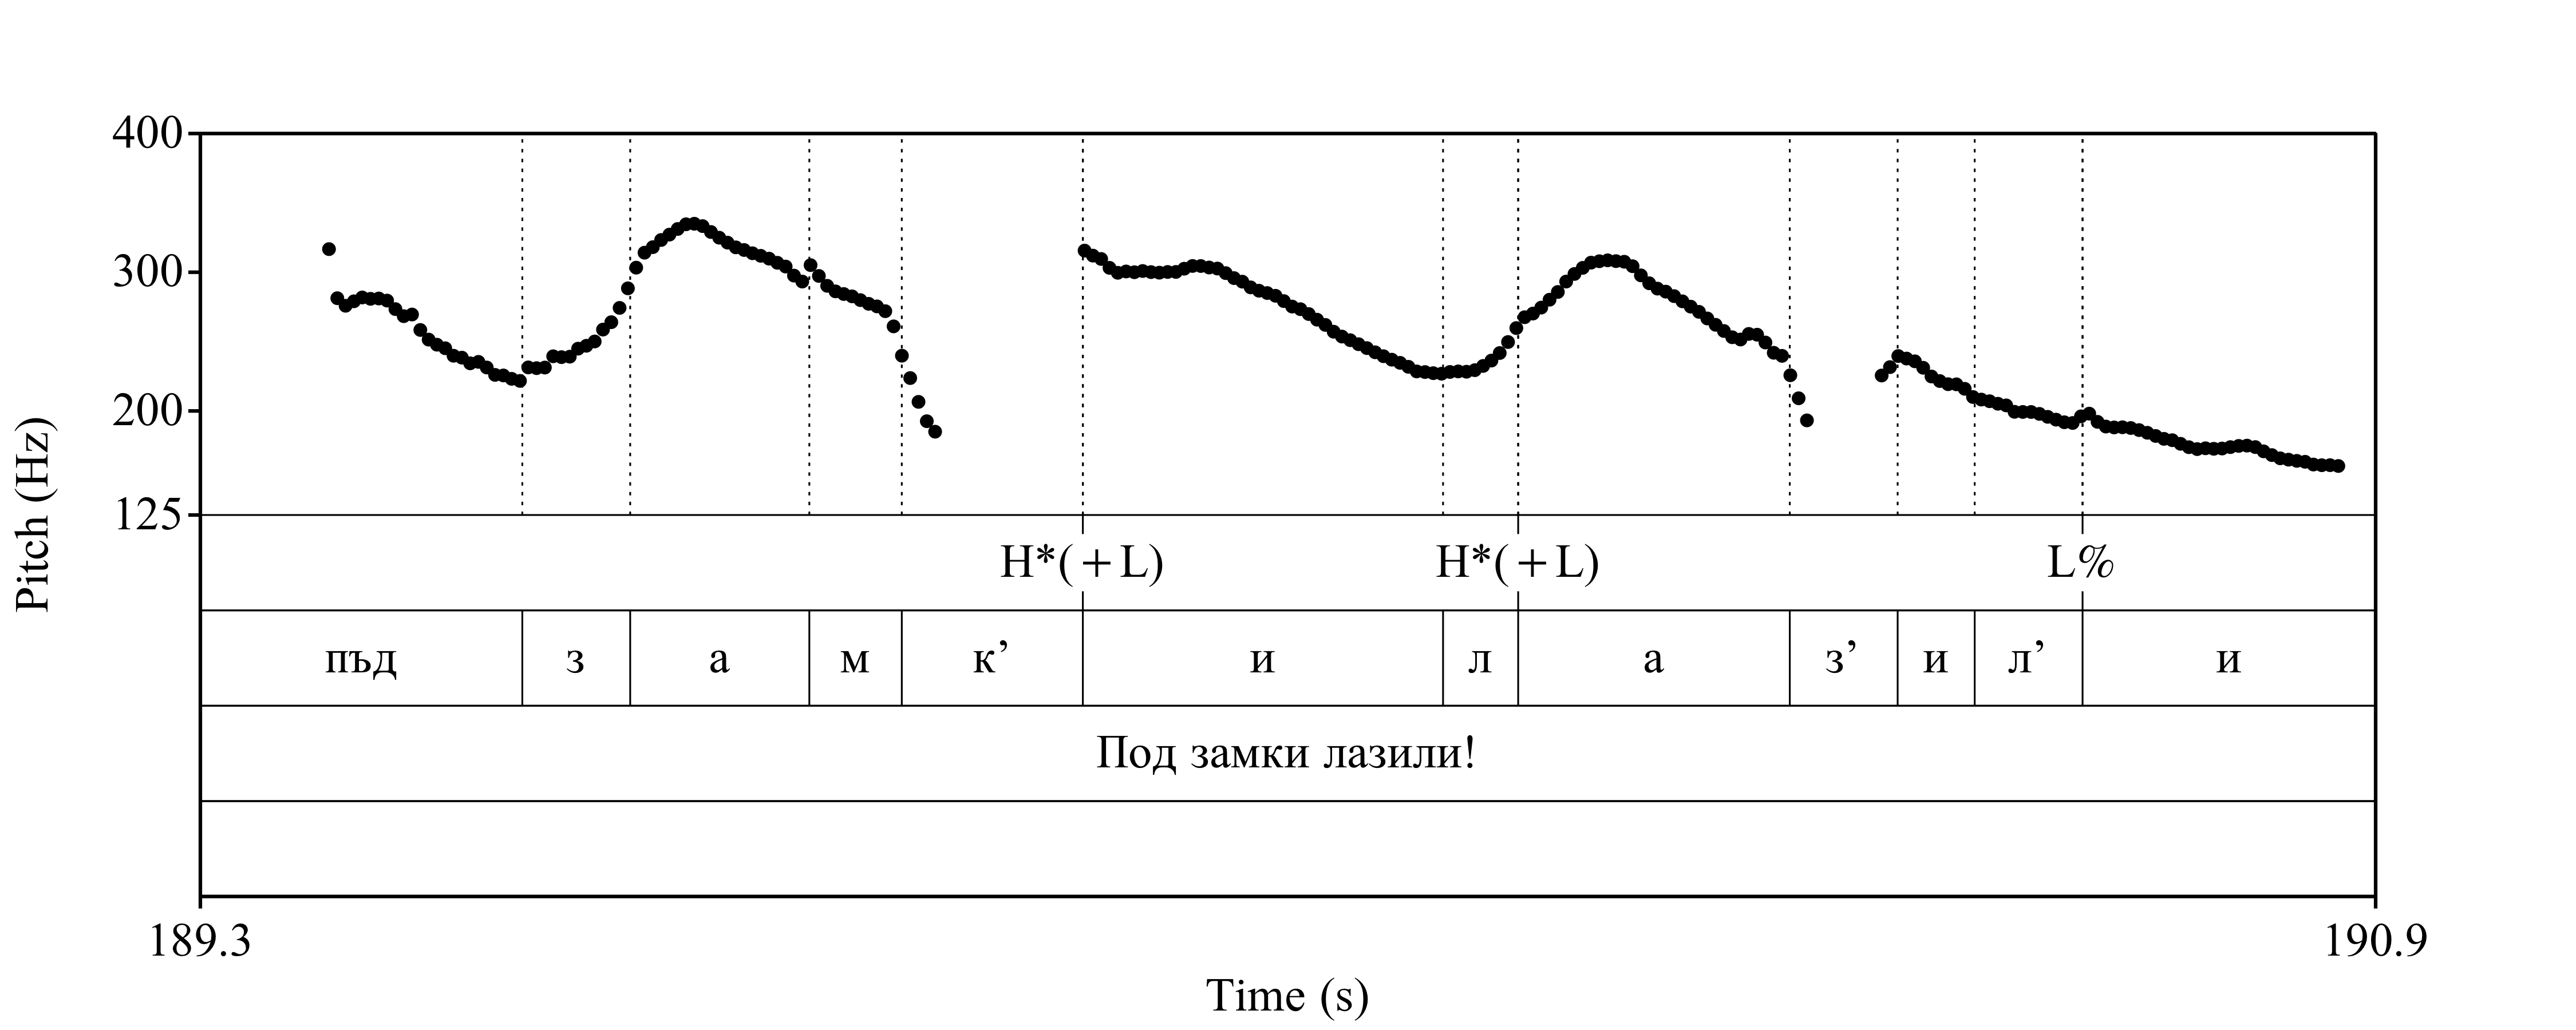 400
300
200
125
Pitch (Hz)
H*(+L) H*(+L) L%
пъд з а м к’ и л а з’ и л’ и
Под замки лазили!
189.3 190.9
Time (s)